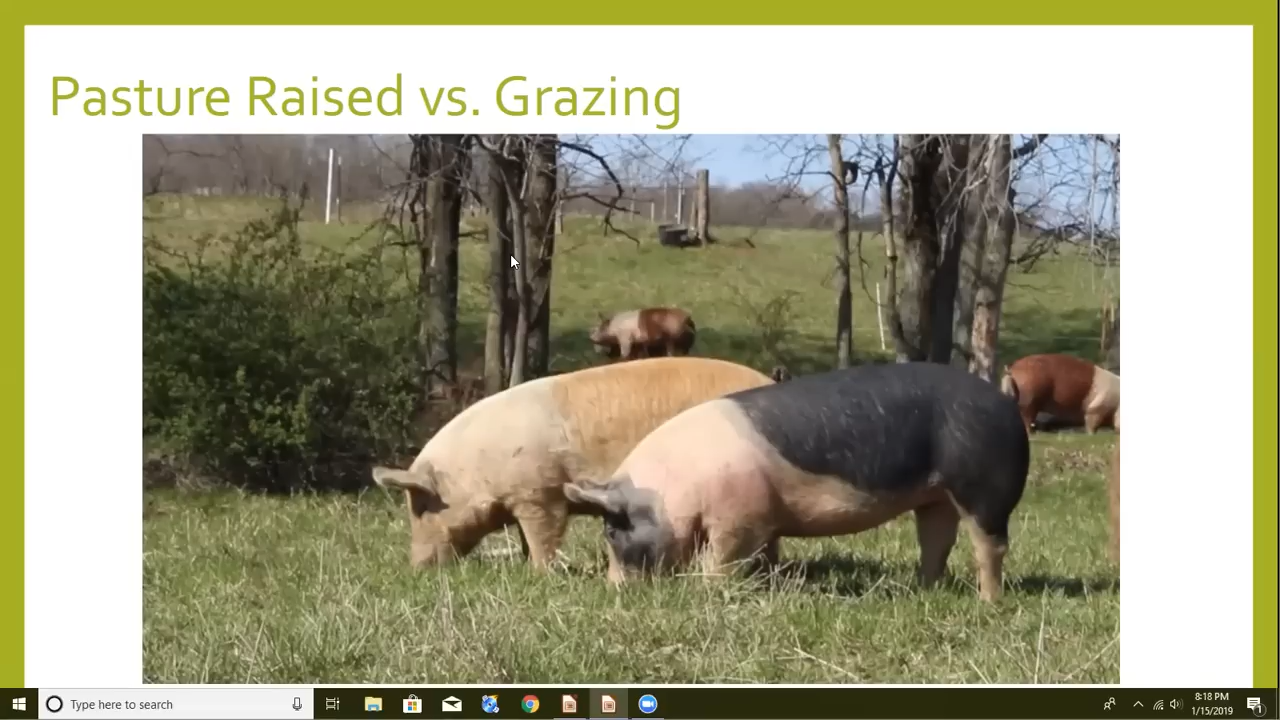 Pasture Raised vs. Grazing
Type here to search
8:18 PM
1/15/2019